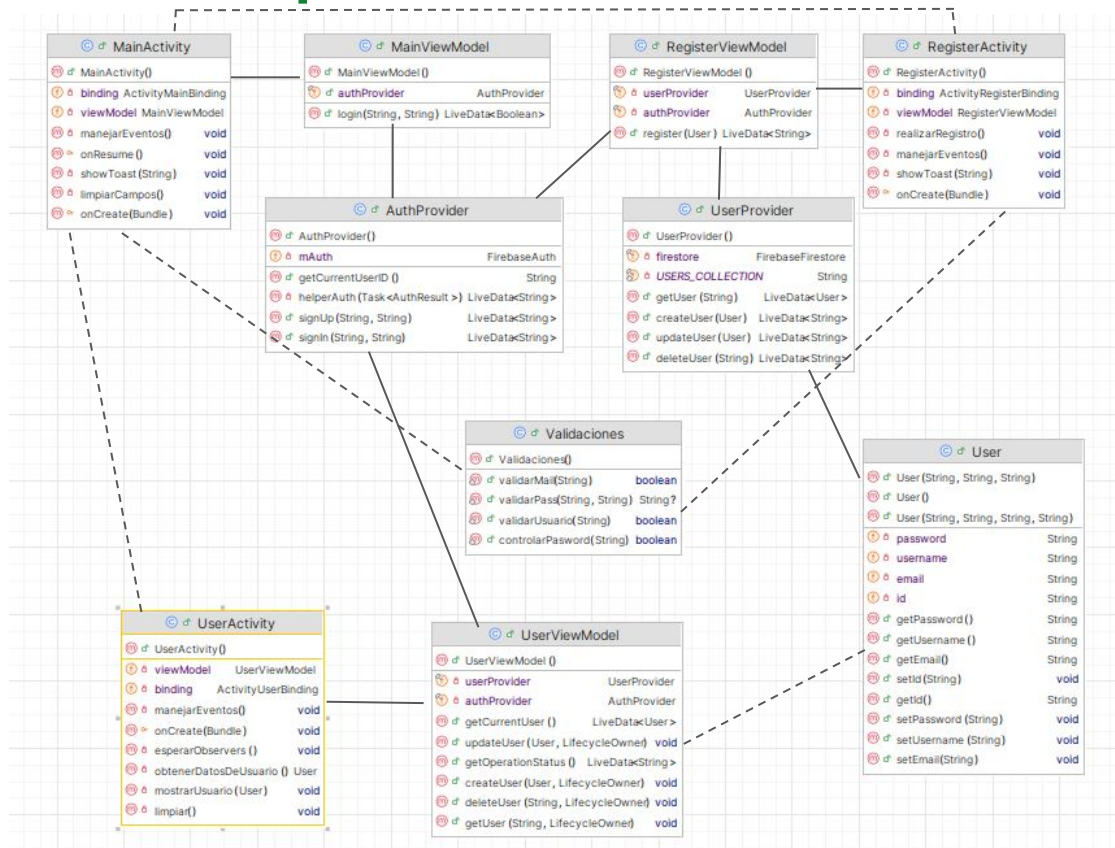 MainActivity
MainActivity()
binding ActivityMainBinding
viewModel MainViewModel
manejarEventos() void
onResume() void
showToast(String) void
limpiarCampos() void
onCreate(Bundle) void
MainViewModel
MainViewModel()
authProvider AuthProvider
login(String, String) LiveData<Boolean>
RegisterViewModel
RegisterViewModel()
userProvider UserProvider
authProvider AuthProvider
register(User) LiveData<String>
RegisterActivity
RegisterActivity()
binding ActivityRegisterBinding
viewModel RegisterViewModel
realizarRegistro() void
manejarEventos() void
showToast(String) void
onCreate(Bundle) void
AuthProvider
AuthProvider()
mAuth FirebaseAuth
getCurrentUserID() String
helperAuth(Task<AuthResult>) LiveData<String>
signUp(String, String) LiveData<String>
signIn(String, String) LiveData<String>
UserProvider
UserProvider()
firestore FirebaseFirestore
USERS_COLLECTION String
getUser(String) LiveData<User>
createUser(User) LiveData<String>
updateUser(User) LiveData<String>
deleteUser(String) LiveData<String>
Validaciones
Validaciones()
validarMail(String) boolean
validarPass(String, String) String?
validarUsuario(String) boolean
controlarPasword(String) boolean
User
User(String, String, String)
User()
User(String, String, String, String)
password String
username String
email String
id String
getPassword() String
getUsername() String
getEmail() String
setId(String) void
getId() String
setPassword(String) void
setUsername(String) void
setEmail(String) void
UserActivity
UserActivity()
viewModel UserViewModel
binding ActivityUserBinding
manejarEventos() void
onCreate(Bundle) void
esperarObservers() void
obtenerDatosDeUsuario() User
mostrarUsuario(User) void
limpiar() void
UserViewModel
UserViewModel()
userProvider UserProvider
authProvider AuthProvider
getCurrentUser() LiveData<User>
updateUser(User, LifecycleOwner) void
getOperationStatus() LiveData<String>
createUser(User, LifecycleOwner) void
deleteUser(String, LifecycleOwner) void
getUser(String, LifecycleOwner) void